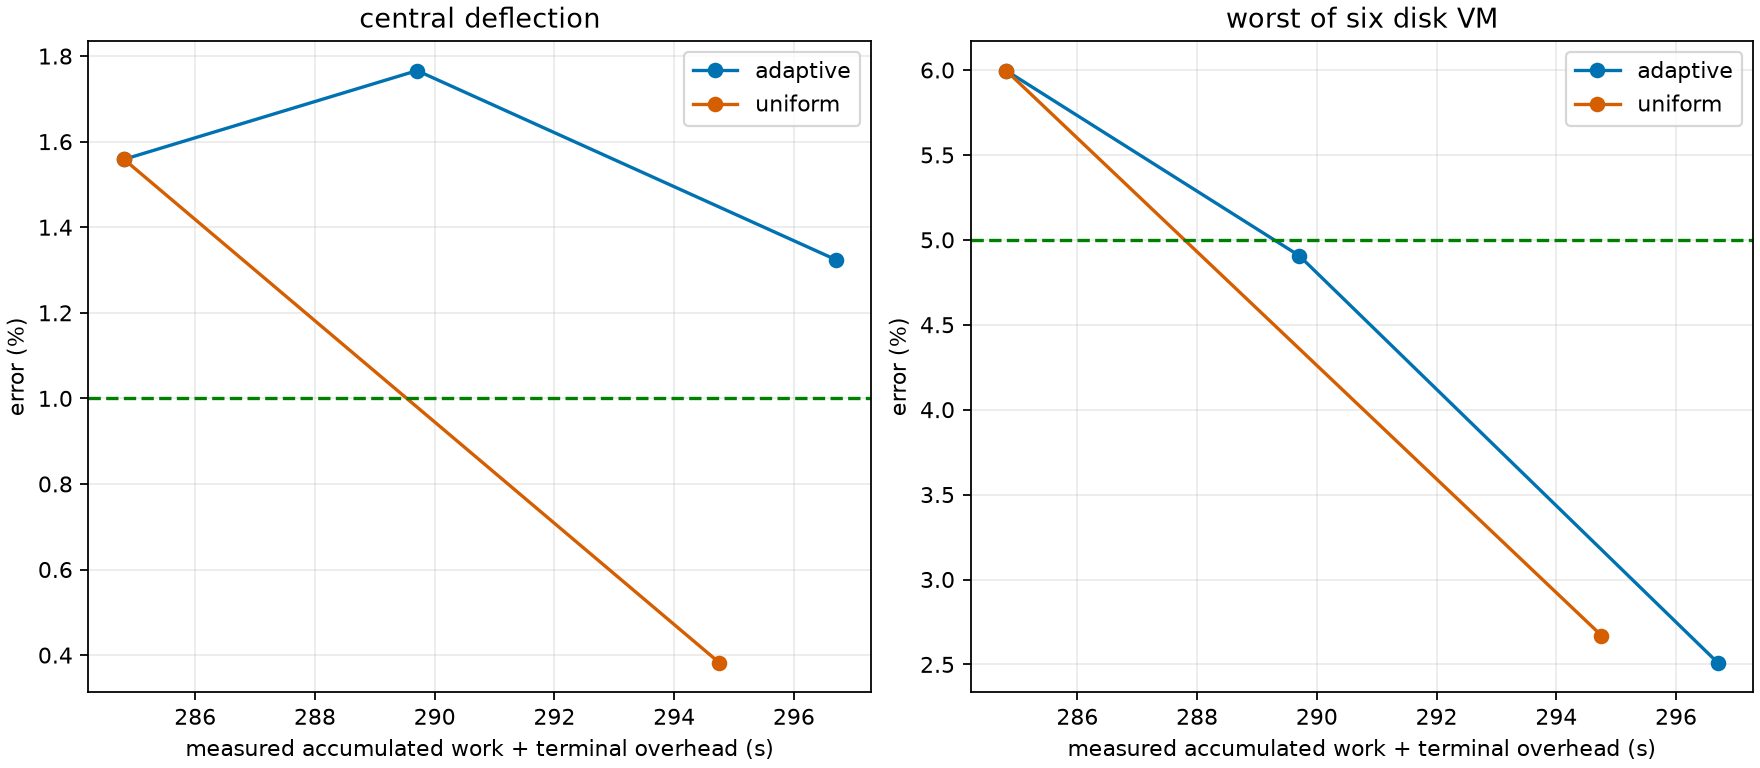 central deflection
error (%)
1.8
1.6
1.4
1.2
1.0
0.8
0.6
0.4
adaptive
uniform
286 288 290 292 294 296
measured accumulated work + terminal overhead (s)
worst of six disk VM
error (%)
6.0
5.5
5.0
4.5
4.0
3.5
3.0
2.5
adaptive
uniform
286 288 290 292 294 296
measured accumulated work + terminal overhead (s)